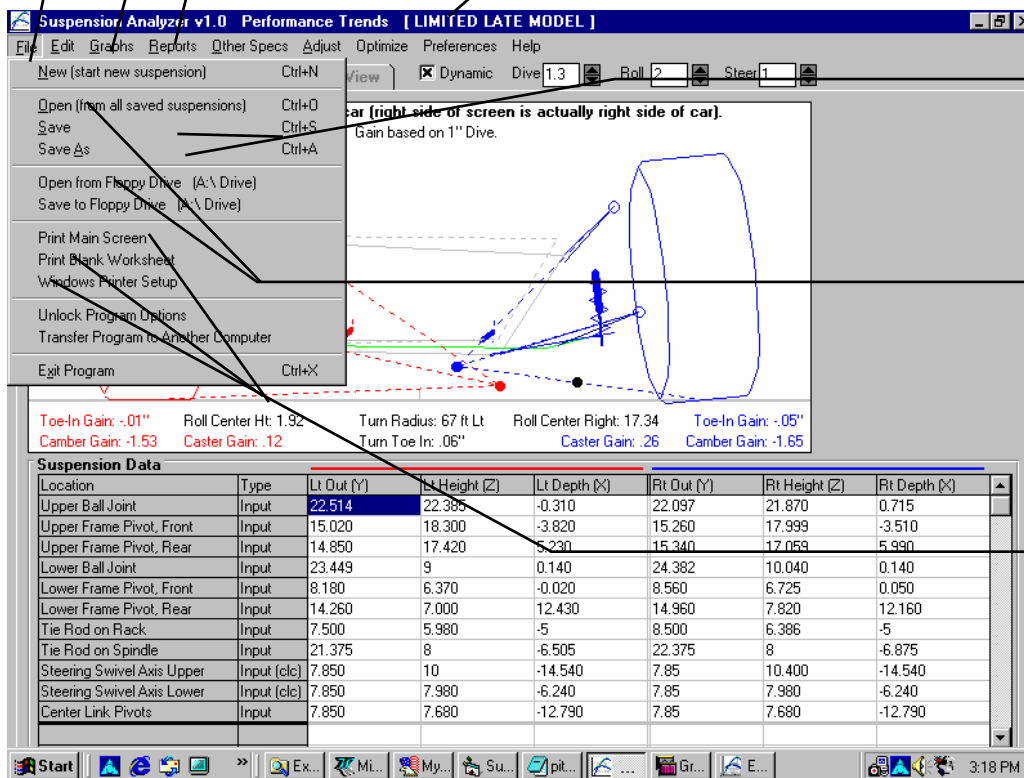 Suspension Analyzer v1.0 Performance Trends [ LIMITED LATE MODEL ]
File Edit Graphs Reports Other Specs Adjust Optimize Preferences Help
New (start new suspension) Ctrl+N
Open (from all saved suspensions) Ctrl+O
Save Ctrl+S
Save As Ctrl+A
Open from Floppy Drive (A:\ Drive)
Save to Floppy Drive (A:\ Drive)
Print Main Screen
Print Blank Worksheet
Windows Printer Setup
Unlock Program Options
Transfer Program to Another Computer
Exit Program Ctrl+X
View Dynamic Dive 1.3 Roll 2 Steer 1
car (right side of screen is actually right side of car).
Gain based on 1" Dive.
Toe-In Gain: -.01" Roll Center Ht: 1.92 Turn Radius: 67 ft Lt Roll Center Right: 17.34 Toe-In Gain: -.05"
Camber Gain: -1.53 Caster Gain: .12 Turn Toe In: .06" Caster Gain: .26 Camber Gain: -1.65
Suspension Data
Location Type Lt Out (Y) Lt Height (Z) Lt Depth (X) Rt Out (Y) Rt Height (Z) Rt Depth (X)
Upper Ball Joint Input 22.514 22.385 -0.310 22.097 21.870 0.715
Upper Frame Pivot, Front Input 15.020 18.300 -3.820 15.260 17.999 -3.510
Upper Frame Pivot, Rear Input 14.850 17.420 5.230 15.340 17.059 5.990
Lower Ball Joint Input 23.449 9 0.140 24.382 10.040 0.140
Lower Frame Pivot, Front Input 8.180 6.370 -0.020 8.560 6.725 0.050
Lower Frame Pivot, Rear Input 14.260 7.000 12.430 14.960 7.820 12.160
Tie Rod on Rack Input 7.500 5.980 -5 8.500 6.386 -5
Tie Rod on Spindle Input 21.375 8 -6.505 22.375 8 -6.875
Steering Swivel Axis Upper Input (clc) 7.850 10 -14.540 7.85 10.400 -14.540
Steering Swivel Axis Lower Input (clc) 7.850 7.980 -6.240 7.85 7.980 -6.240
Center Link Pivots Input 7.850 7.680 -12.790 7.85 7.680 -12.790
Start » Ex... Mi... My... Su... pit... ... Gr... E... 3:18 PM